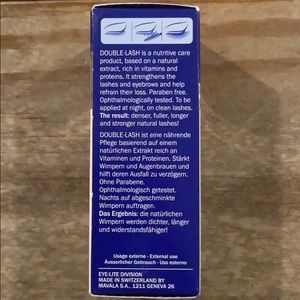 DOUBLE-LASH is a nutritive care
product, based on a natural
extract, rich in vitamins and
proteins. It strengthens the
lashes and eyebrows and help
refrain their loss. Paraben free.
Ophthalmologically tested. To be
applied at night, on clean lashes.
The result: denser, fuller, longer
and stronger natural lashes!
DOUBLE-LASH ist eine nährende
Pflege basierend auf einem
natürlichen Extrakt reich an
Vitaminen und Proteinen. Stärkt
Wimpern und Augenbrauen und
hilft deren Ausfall zu verzögern.
Ohne Parabene.
Ophthalmologisch getestet.
Nachts auf abgeschminkte
Wimpern auftragen.
Das Ergebnis: die natürlichen
Wimpern werden dichter, länger
und widerstandsfähiger!
Usage externe - External use
Äusserlicher Gebrauch - Uso esterno
EYE-LITE DIVISION
MADE IN SWITZERLAND BY
MAVALA S.A., 1211 GENEVA 26